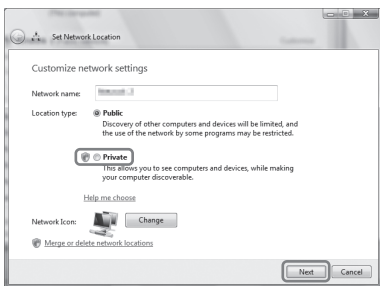 Set Network Location
Customize network settings
Network name:
Location type:
Public
Discovery of other computers and devices will be limited, and
the use of the network by some programs may be restricted.
Private
This allows you to see computers and devices, while making
your computer discoverable.
Help me choose
Network Icon:
Change
Merge or delete network locations
Next
Cancel